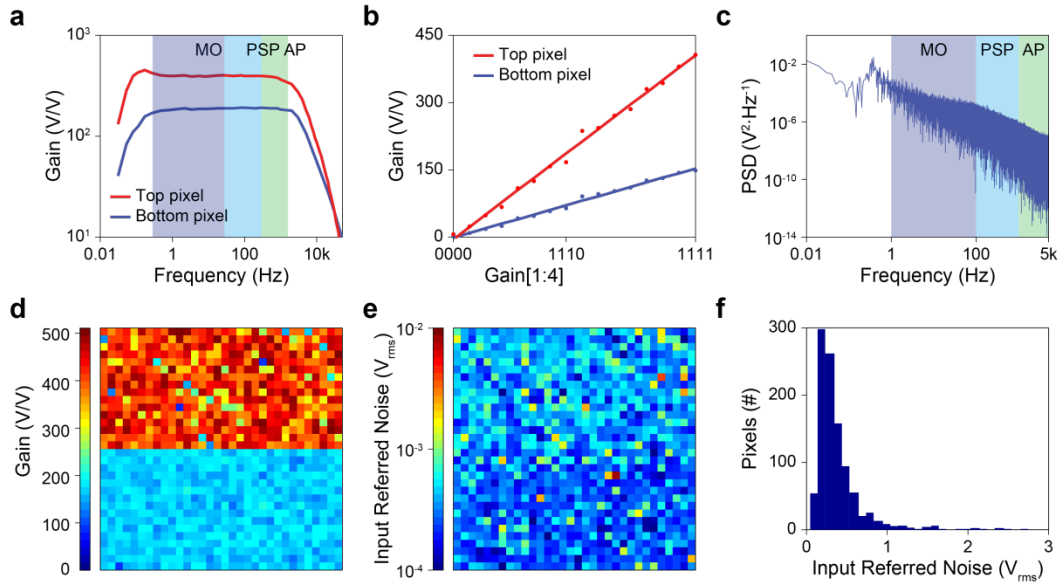 a
10³
10²
10¹
Gain (V/V)
MO
PSP
AP
Top pixel
Bottom pixel
0.01
1
100
10k
Frequency (Hz)
b
450
300
150
0
Gain (V/V)
Top pixel
Bottom pixel
0000
1110
1111
Gain[1:4]
c
10⁻²
10⁻⁶
10⁻¹⁰
10⁻¹⁴
PSD (V²·Hz⁻¹)
MO
PSP
AP
0.01
1
100
5k
Frequency (Hz)
d
500
400
300
200
100
0
Gain (V/V)
e
10⁻²
10⁻³
10⁻⁴
Input Referred Noise (Vrms)
f
300
200
100
0
Pixels (#)
0
1
2
3
Input Referred Noise (Vrms)